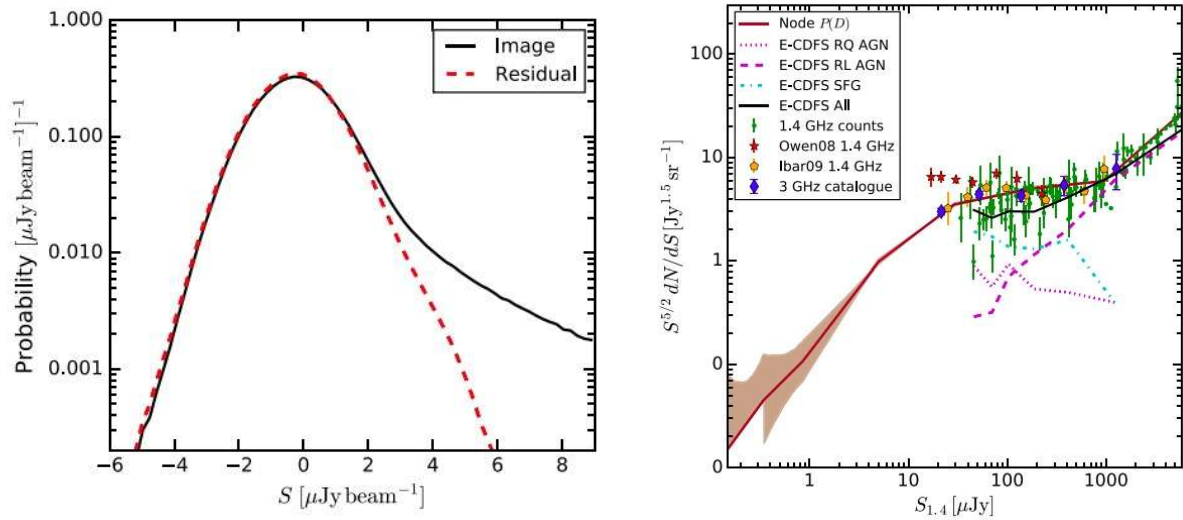 1.000
0.100
0.010
0.001
Probability [μJy beam⁻¹]⁻¹
Image
Residual
−6 −4 −2 0 2 4 6 8
S [μJy beam⁻¹]
Node P(D)
E-CDFS RQ AGN
E-CDFS RL AGN
E-CDFS SFG
E-CDFS All
1.4 GHz counts
Owen08 1.4 GHz
Ibar09 1.4 GHz
3 GHz catalogue
100
10
1
0
0
S^{5/2} dN/dS [Jy^{1.5} sr⁻¹]
1 10 100 1000
S_{1.4} [μJy]